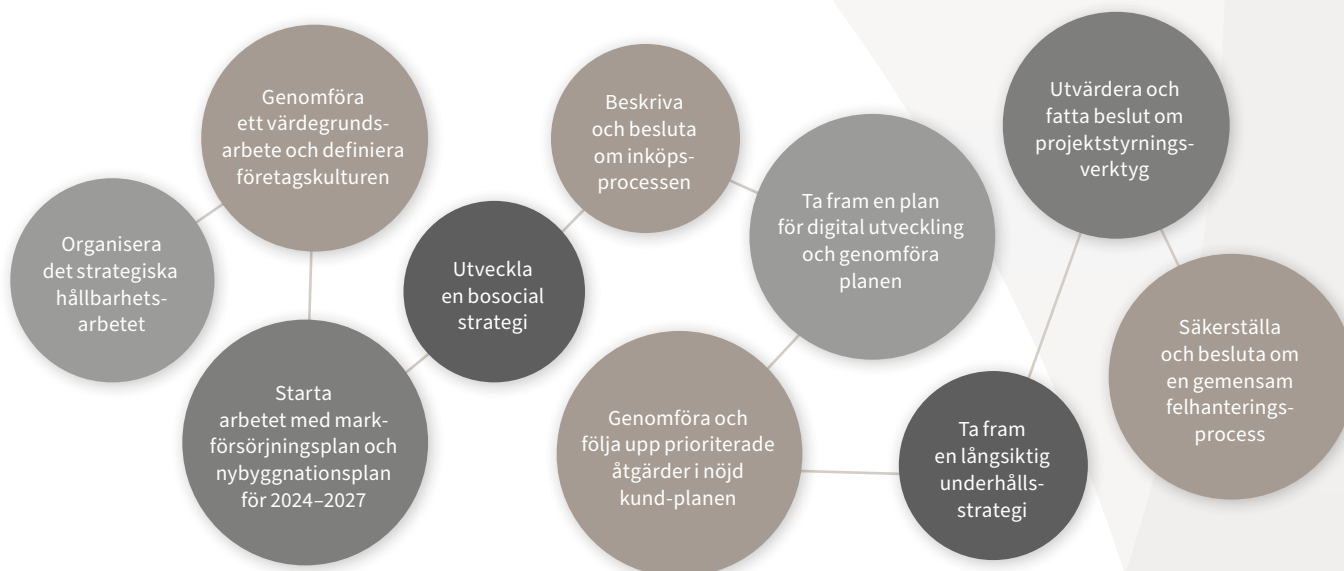 Organisera
det strategiska
hållbarhets-
arbetet
Genomföra
ett värdegrunds-
arbete och definiera
företagskulturen
Starta
arbetet med mark-
försörjningsplan och
nybyggnationsplan
för 2024–2027
Utveckla
en bosocial
strategi
Beskriva
och besluta
om inköps-
processen
Ta fram en plan
för digital utveckling
och genomföra
planen
Genomföra och
följa upp prioriterade
åtgärder i nöjd
kund-planen
Ta fram
en långsiktig
underhålls-
strategi
Utvärdera och
fatta beslut om
projektstyrnings-
verktyg
Säkerställa
och besluta om
en gemensam
felhanterings-
process